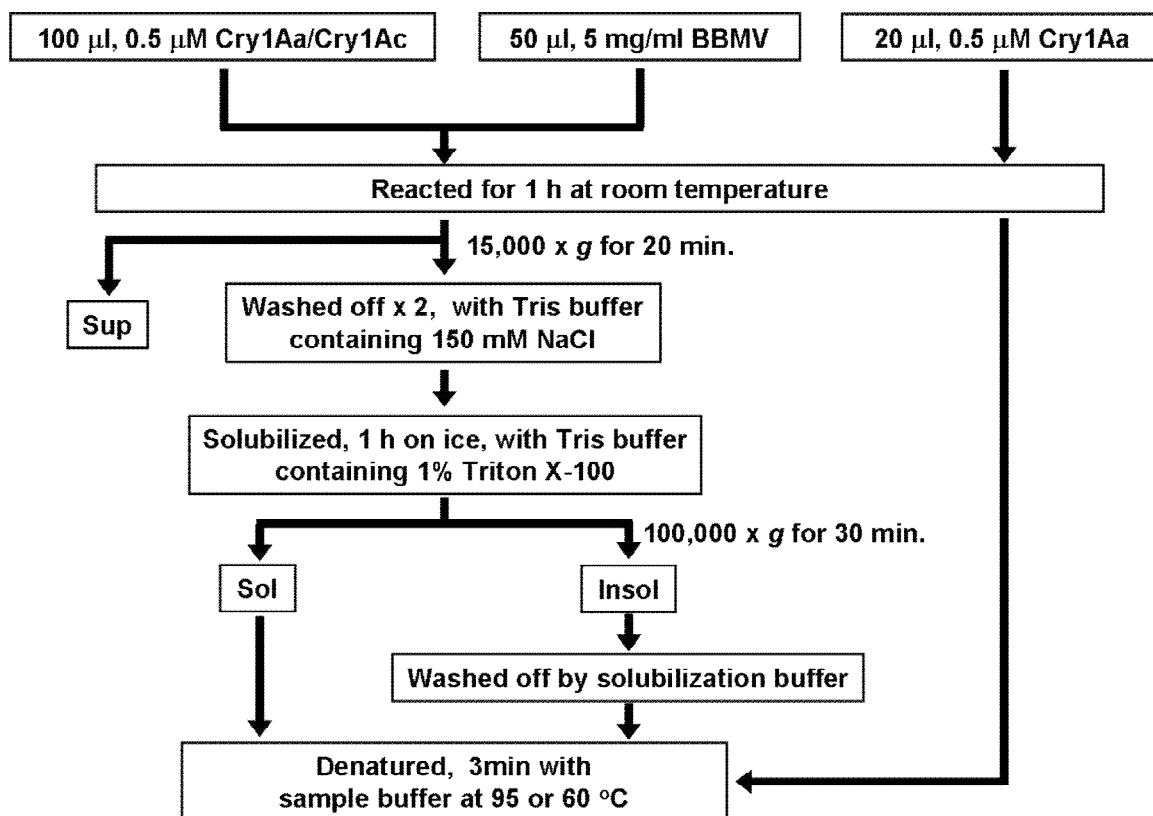 100 μl, 0.5 μM Cry1Aa/Cry1Ac
50 μl, 5 mg/ml BBMV
20 μl, 0.5 μM Cry1Aa
Reacted for 1 h at room temperature
15,000 x g for 20 min.
Sup
Washed off x 2, with Tris buffer
containing 150 mM NaCl
Solubilized, 1 h on ice, with Tris buffer
containing 1% Triton X-100
100,000 x g for 30 min.
Sol
Insol
Washed off by solubilization buffer
Denatured, 3min with
sample buffer at 95 or 60 °C